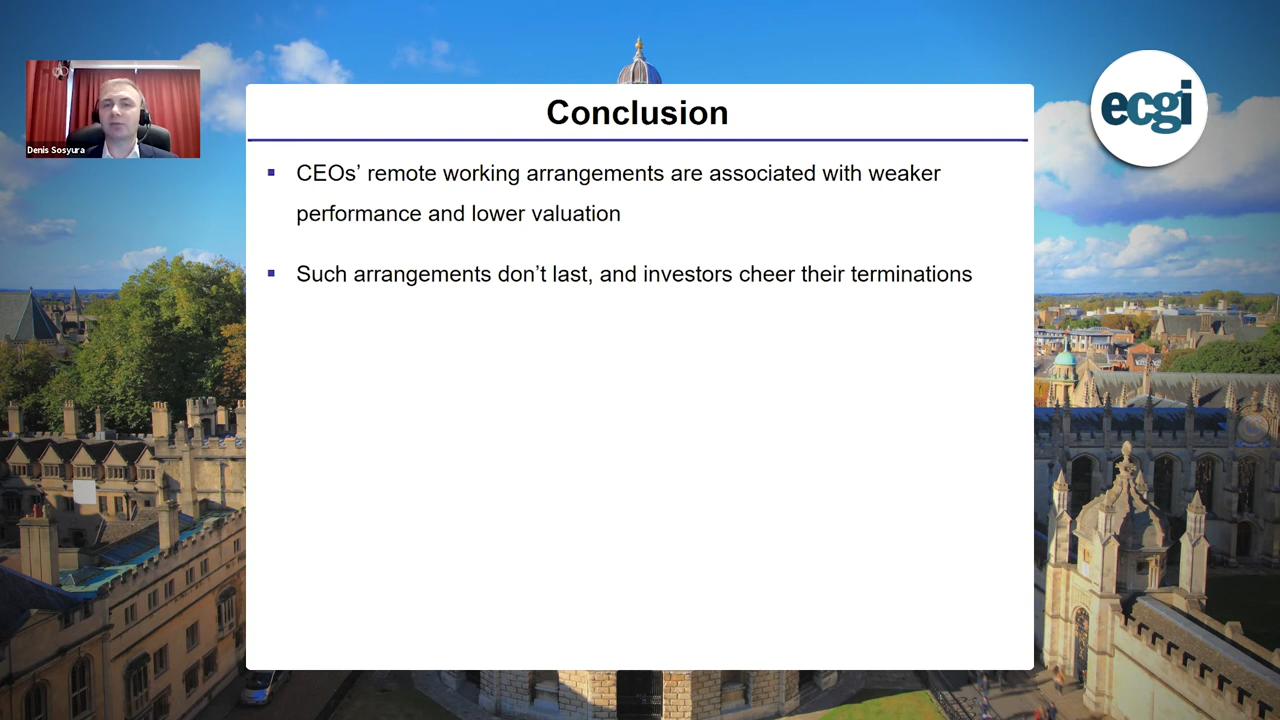 Denis Sosyura
ecgi
Conclusion
CEOs’ remote working arrangements are associated with weaker
performance and lower valuation
Such arrangements don’t last, and investors cheer their terminations